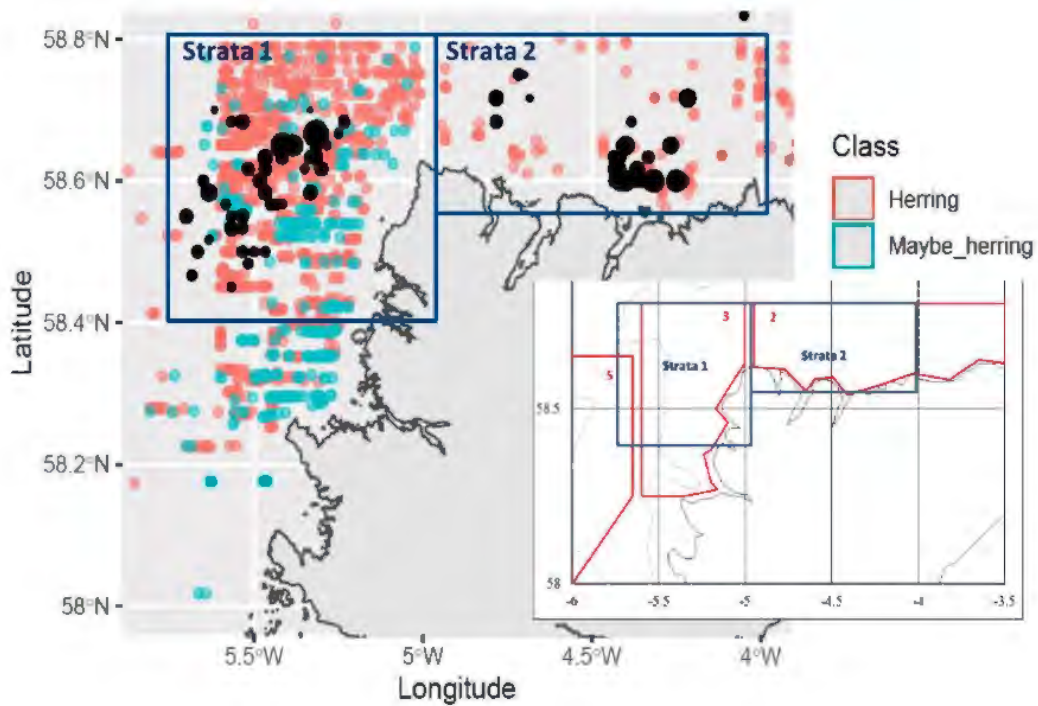 58.8°N
58.6°N
58.4°N
58.2°N
58°N
Latitude
Strata 1
Strata 2
Class
Herring
Maybe_herring
3
2
5
Strata 1
Strata 2
58.5
58
-6
-5.5
-5
-4.5
-4
-3.5
5.5°W
5°W
4.5°W
4°W
Longitude